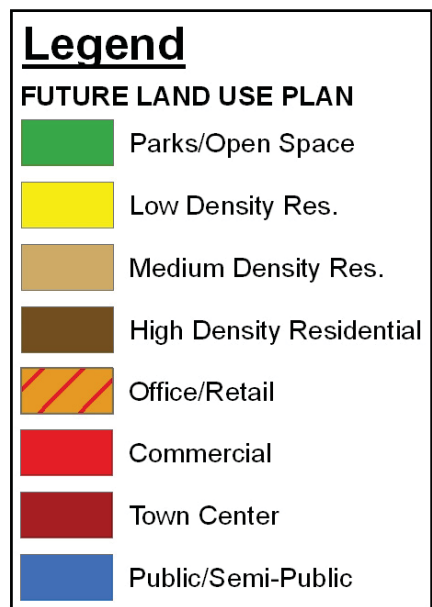 Legend
FUTURE LAND USE PLAN
Parks/Open Space
Low Density Res.
Medium Density Res.
High Density Residential
Office/Retail
Commercial
Town Center
Public/Semi-Public